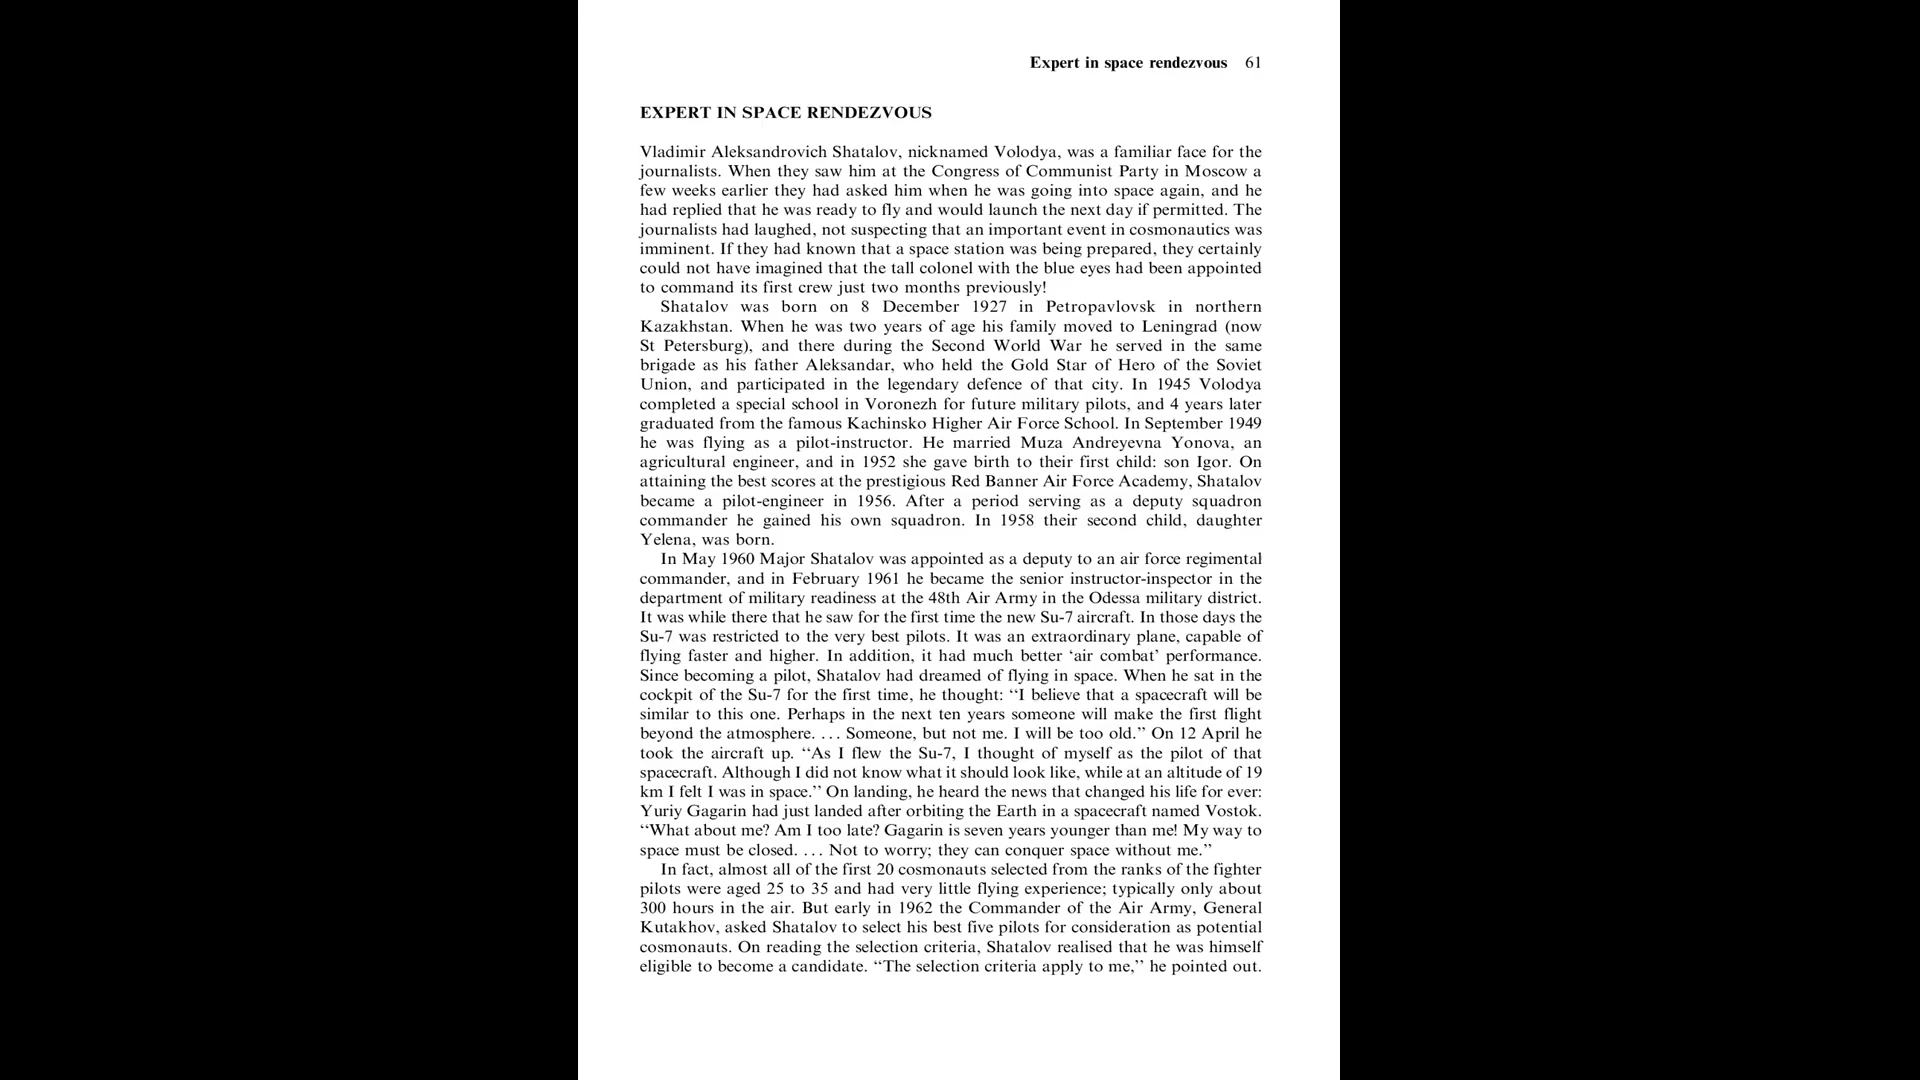 Expert in space rendezvous 61
EXPERT IN SPACE RENDEZVOUS
Vladimir Aleksandrovich Shatalov, nicknamed Volodya, was a familiar face for the
journalists. When they saw him at the Congress of Communist Party in Moscow a
few weeks earlier they had asked him when he was going into space again, and he
had replied that he was ready to fly and would launch the next day if permitted. The
journalists had laughed, not suspecting that an important event in cosmonautics was
imminent. If they had known that a space station was being prepared, they certainly
could not have imagined that the tall colonel with the blue eyes had been appointed
to command its first crew just two months previously!
Shatalov was born on 8 December 1927 in Petropavlovsk in northern
Kazakhstan. When he was two years of age his family moved to Leningrad (now
St Petersburg), and there during the Second World War he served in the same
brigade as his father Aleksandar, who held the Gold Star of Hero of the Soviet
Union, and participated in the legendary defence of that city. In 1945 Volodya
completed a special school in Voronezh for future military pilots, and 4 years later
graduated from the famous Kachinsko Higher Air Force School. In September 1949
he was flying as a pilot-instructor. He married Muza Andreyevna Yonova, an
agricultural engineer, and in 1952 she gave birth to their first child: son Igor. On
attaining the best scores at the prestigious Red Banner Air Force Academy, Shatalov
became a pilot-engineer in 1956. After a period serving as a deputy squadron
commander he gained his own squadron. In 1958 their second child, daughter
Yelena, was born.
In May 1960 Major Shatalov was appointed as a deputy to an air force regimental
commander, and in February 1961 he became the senior instructor-inspector in the
department of military readiness at the 48th Air Army in the Odessa military district.
It was while there that he saw for the first time the new Su-7 aircraft. In those days the
Su-7 was restricted to the very best pilots. It was an extraordinary plane, capable of
flying faster and higher. In addition, it had much better ‘air combat’ performance.
Since becoming a pilot, Shatalov had dreamed of flying in space. When he sat in the
cockpit of the Su-7 for the first time, he thought: ‘‘I believe that a spacecraft will be
similar to this one. Perhaps in the next ten years someone will make the first flight
beyond the atmosphere. ... Someone, but not me. I will be too old.’’ On 12 April he
took the aircraft up. ‘‘As I flew the Su-7, I thought of myself as the pilot of that
spacecraft. Although I did not know what it should look like, while at an altitude of 19
km I felt I was in space.’’ On landing, he heard the news that changed his life for ever:
Yuriy Gagarin had just landed after orbiting the Earth in a spacecraft named Vostok.
‘‘What about me? Am I too late? Gagarin is seven years younger than me! My way to
space must be closed. ... Not to worry; they can conquer space without me.’’
In fact, almost all of the first 20 cosmonauts selected from the ranks of the fighter
pilots were aged 25 to 35 and had very little flying experience; typically only about
300 hours in the air. But early in 1962 the Commander of the Air Army, General
Kutakhov, asked Shatalov to select his best five pilots for consideration as potential
cosmonauts. On reading the selection criteria, Shatalov realised that he was himself
eligible to become a candidate. ‘‘The selection criteria apply to me,’’ he pointed out.